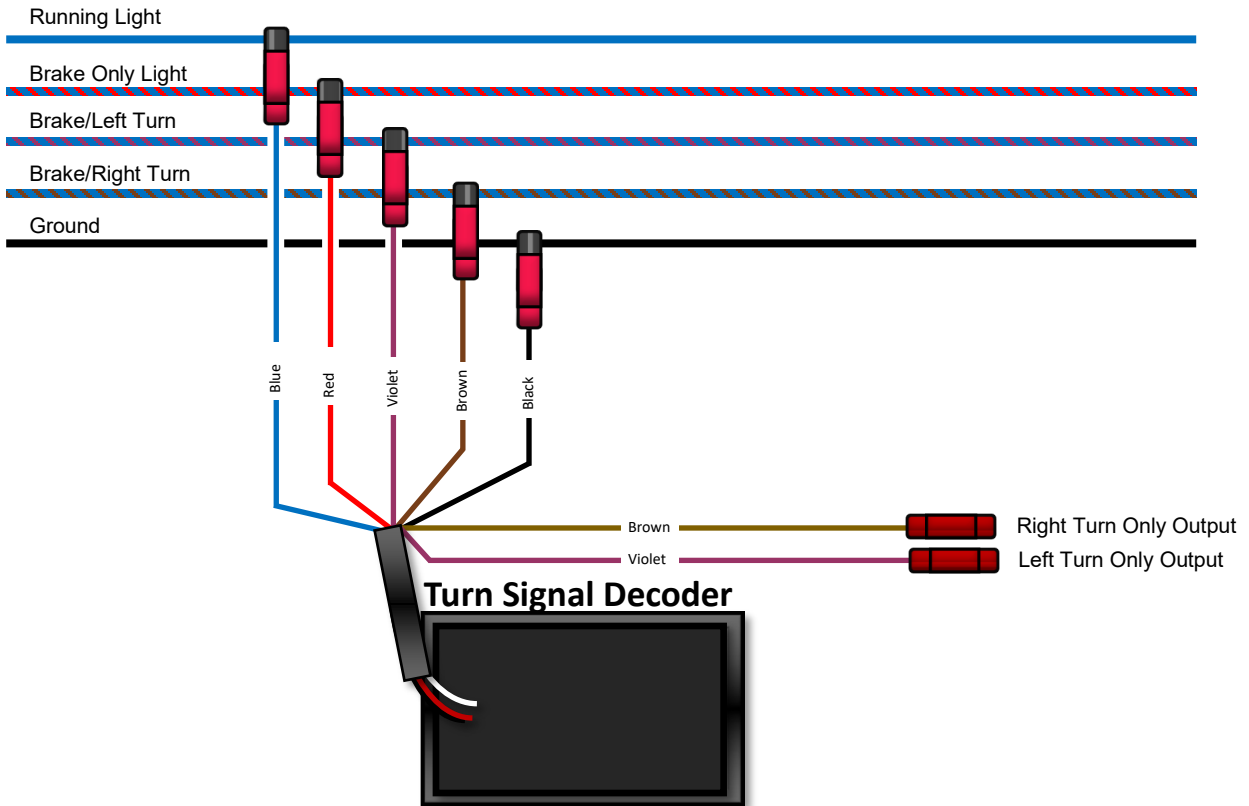 Running Light
Brake Only Light
Brake/Left Turn
Brake/Right Turn
Ground
Blue
Red
Violet
Brown
Black
Brown
Right Turn Only Output
Violet
Left Turn Only Output
Turn Signal Decoder